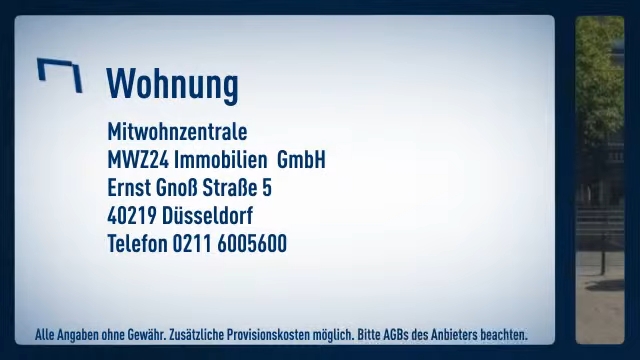 Wohnung
Mitwohnzentrale
MWZ24 Immobilien GmbH
Ernst Gnoß Straße 5
40219 Düsseldorf
Telefon 0211 6005600
Alle Angaben ohne Gewähr. Zusätzliche Provisionskosten möglich. Bitte AGBs des Anbieters beachten.